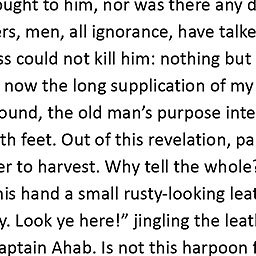 ought to him, nor was there any d
ers, men, all ignorance, have talke
ss could not kill him: nothing but
now the long supplication of my
ound, the old man’s purpose inte
th feet. Out of this revelation, pa
er to harvest. Why tell the whole?
his hand a small rusty-looking leat
y. Look ye here!” jingling the leath
aptain Ahab. Is not this harpoon f